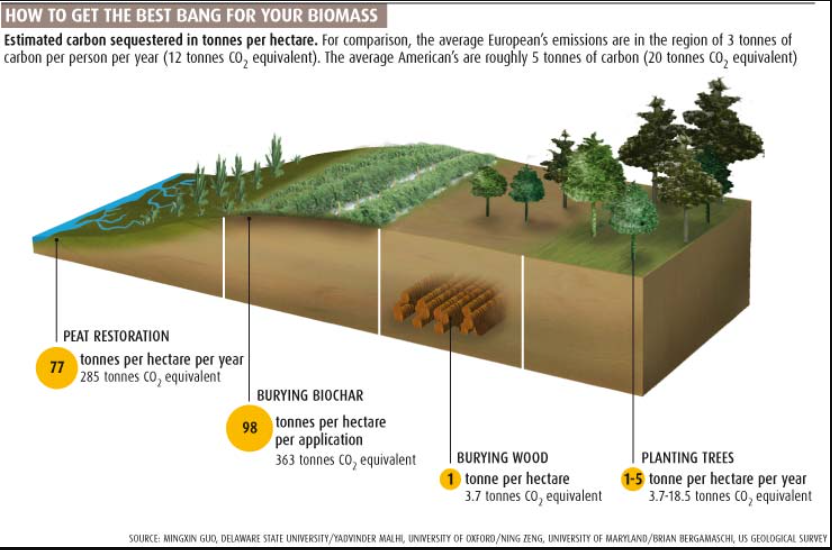 HOW TO GET THE BEST BANG FOR YOUR BIOMASS
Estimated carbon sequestered in tonnes per hectare. For comparison, the average European's emissions are in the region of 3 tonnes of
carbon per person per year (12 tonnes CO₂ equivalent). The average American's are roughly 5 tonnes of carbon (20 tonnes CO₂ equivalent)
PEAT RESTORATION
77 tonnes per hectare per year
285 tonnes CO₂ equivalent
BURYING BIOCHAR
98 tonnes per hectare
per application
363 tonnes CO₂ equivalent
BURYING WOOD
1 tonne per hectare
3.7 tonnes CO₂ equivalent
PLANTING TREES
1-5 tonne per hectare per year
3.7-18.5 tonnes CO₂ equivalent
SOURCE: MINGXIN GUO, DELAWARE STATE UNIVERSITY/YADVINDER MALHI, UNIVERSITY OF OXFORD/NING ZENG, UNIVERSITY OF MARYLAND/BRIAN BERGAMASCHI, US GEOLOGICAL SURVEY